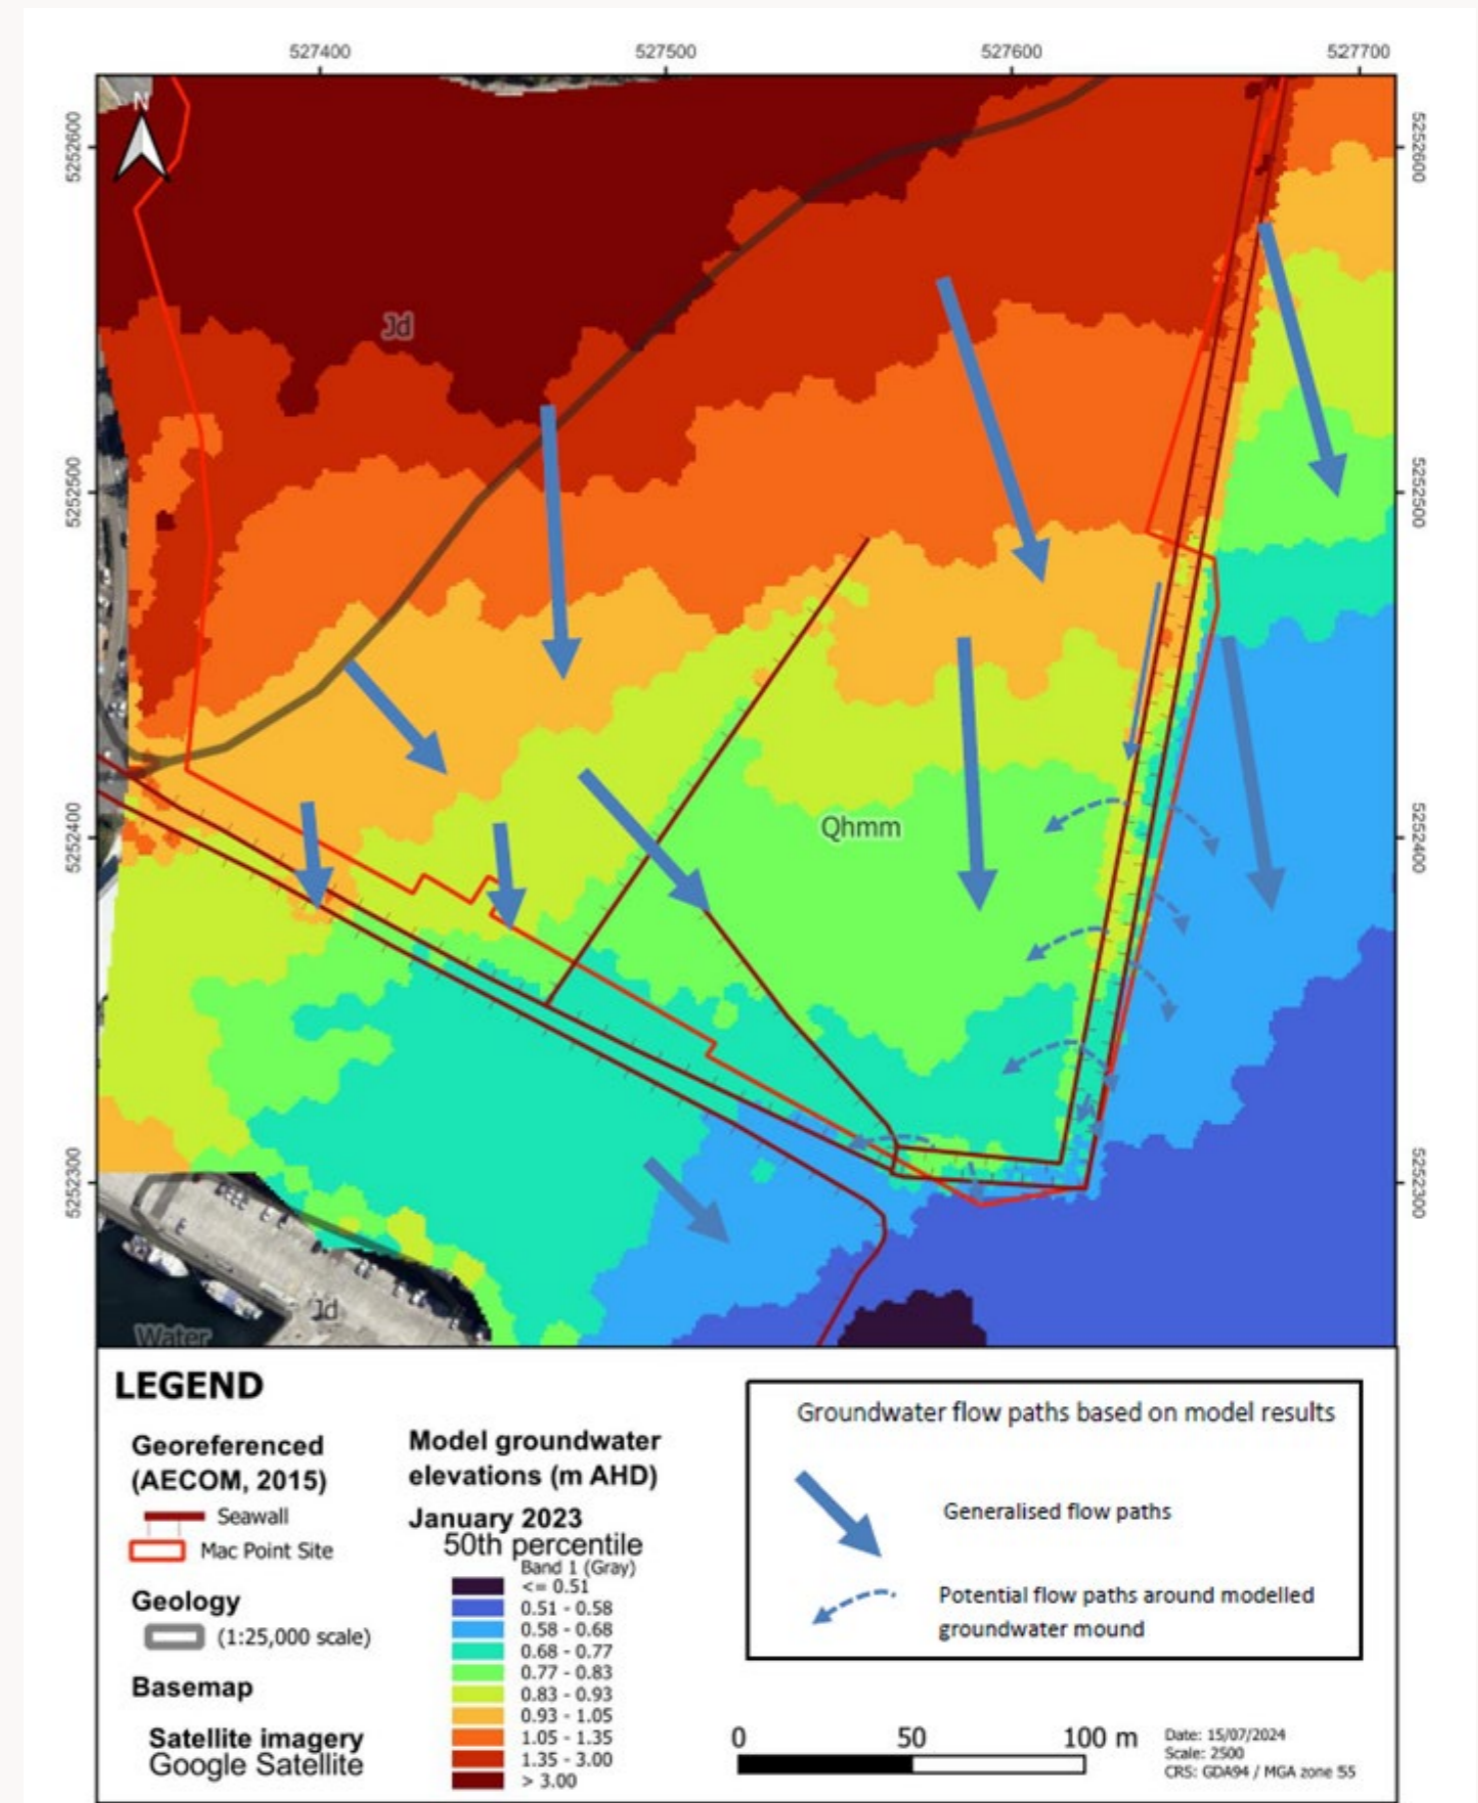 527400 527500 527600 527700
N
5252600 5252600
Jd
5252500 5252500
Qhmm
5252400 5252400
5252300 5252300
Jd
Water
LEGEND
Georeferenced
(AECOM, 2015)
Seawall
Mac Point Site
Geology
(1:25,000 scale)
Basemap
Satellite imagery
Google Satellite
Model groundwater
elevations (m AHD)
January 2023
50th percentile
Band 1 (Gray)
<= 0.51
0.51 - 0.58
0.58 - 0.68
0.68 - 0.77
0.77 - 0.83
0.83 - 0.93
0.93 - 1.05
1.05 - 1.35
1.35 - 3.00
> 3.00
Groundwater flow paths based on model results
Generalised flow paths
Potential flow paths around modelled
groundwater mound
0 50 100 m
Date: 15/07/2024
Scale: 2500
CRS: GDA94 / MGA zone 55